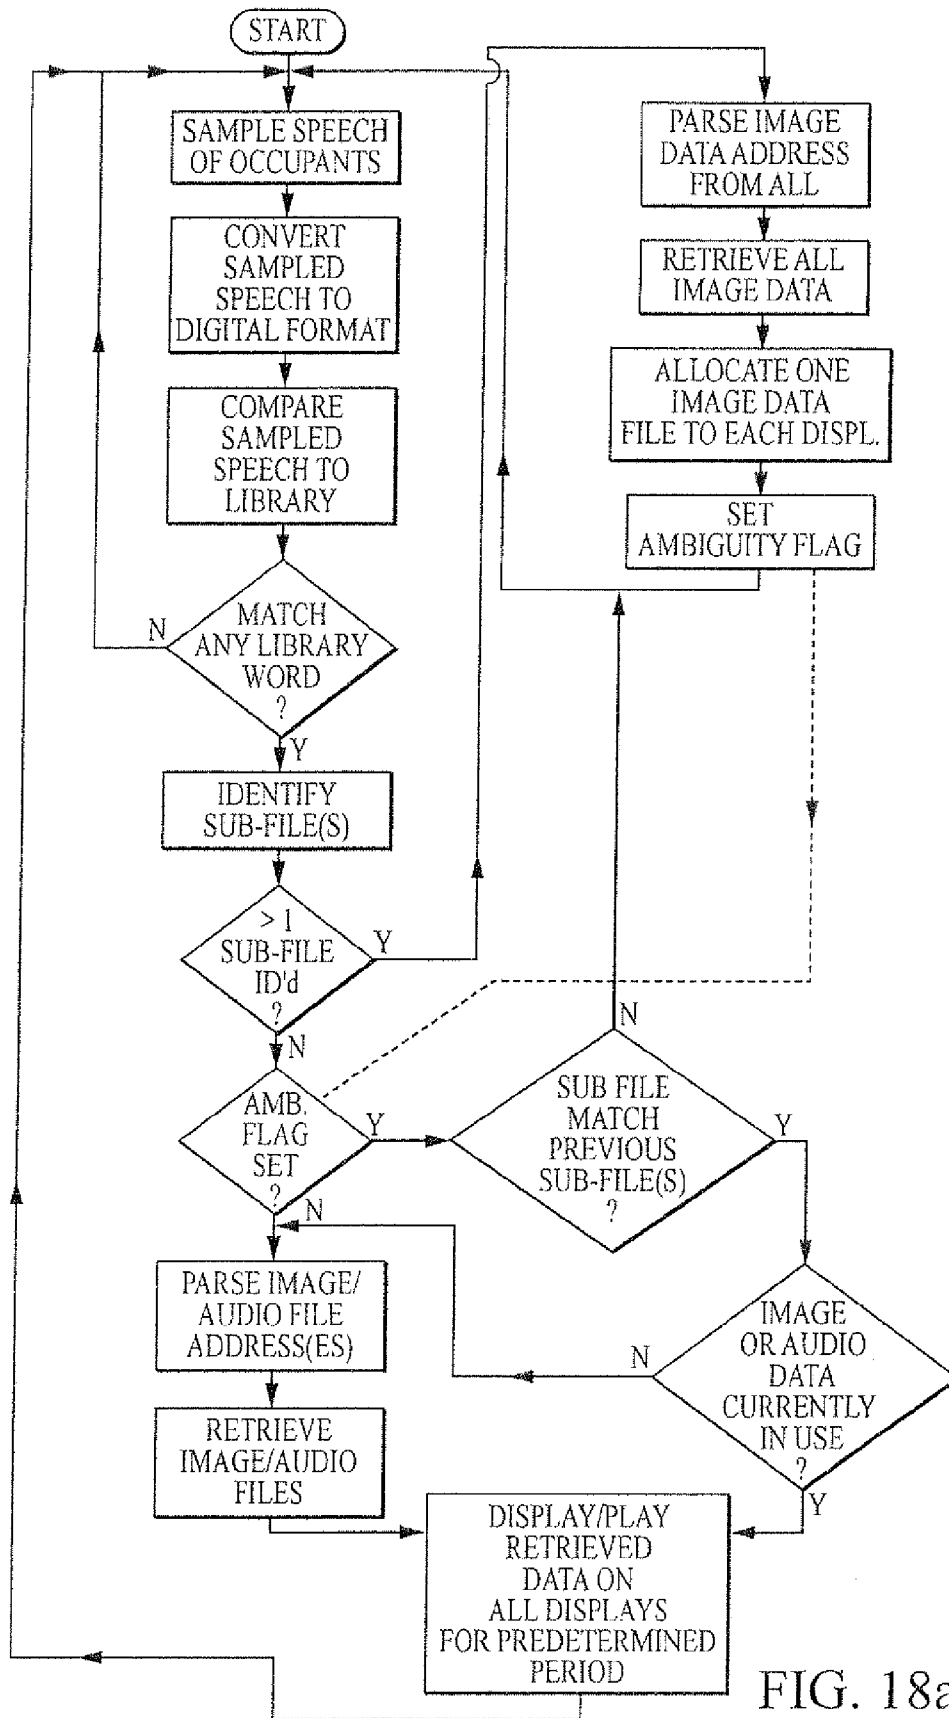 START
SAMPLE SPEECH
OF OCCUPANTS
CONVERT
SAMPLED
SPEECH TO
DIGITAL FORMAT
COMPARE
SAMPLED
SPEECH TO
LIBRARY
MATCH
ANY LIBRARY
WORD
?
N
Y
IDENTIFY
SUB-FILE(S)
> 1
SUB-FILE
ID'd
?
Y
N
AMB.
FLAG
SET
?
Y
N
PARSE IMAGE/
AUDIO FILE
ADDRESS(ES)
RETRIEVE
IMAGE/AUDIO
FILES
PARSE IMAGE
DATA ADDRESS
FROM ALL
RETRIEVE ALL
IMAGE DATA
ALLOCATE ONE
IMAGE DATA
FILE TO EACH DISPL.
SET
AMBIGUITY FLAG
N
SUB FILE
MATCH
PREVIOUS
SUB-FILE(S)
?
Y
IMAGE
OR AUDIO
DATA
CURRENTLY
IN USE
?
N
Y
DISPLAY/PLAY
RETRIEVED
DATA ON
ALL DISPLAYS
FOR PREDETERMINED
PERIOD
FIG. 18a